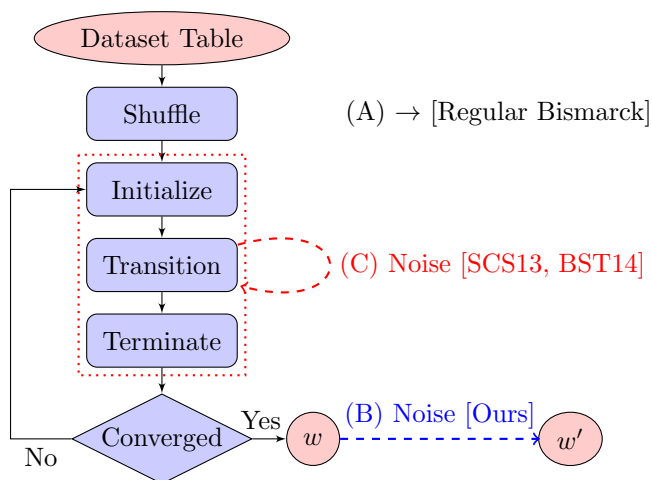 Dataset Table
Shuffle
(A) → [Regular Bismarck]
Initialize
Transition
(C) Noise [SCS13, BST14]
Terminate
Converged
Yes
No
w
(B) Noise [Ours]
w'